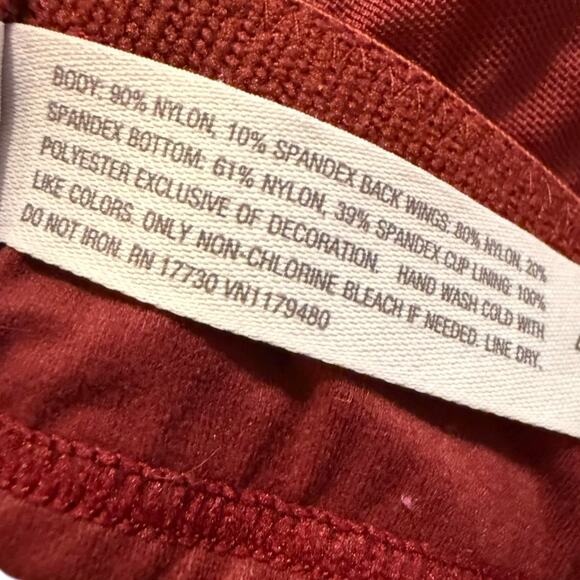 BODY: 90% NYLON, 10% SPANDEX BACK WINGS: 80% NYLON, 20%
SPANDEX BOTTOM: 61% NYLON, 39% SPANDEX CUP LINING: 100%
POLYESTER EXCLUSIVE OF DECORATION. HAND WASH COLD WITH
LIKE COLORS. ONLY NON-CHLORINE BLEACH IF NEEDED. LINE DRY.
DO NOT IRON. RN 17730 VN1179480